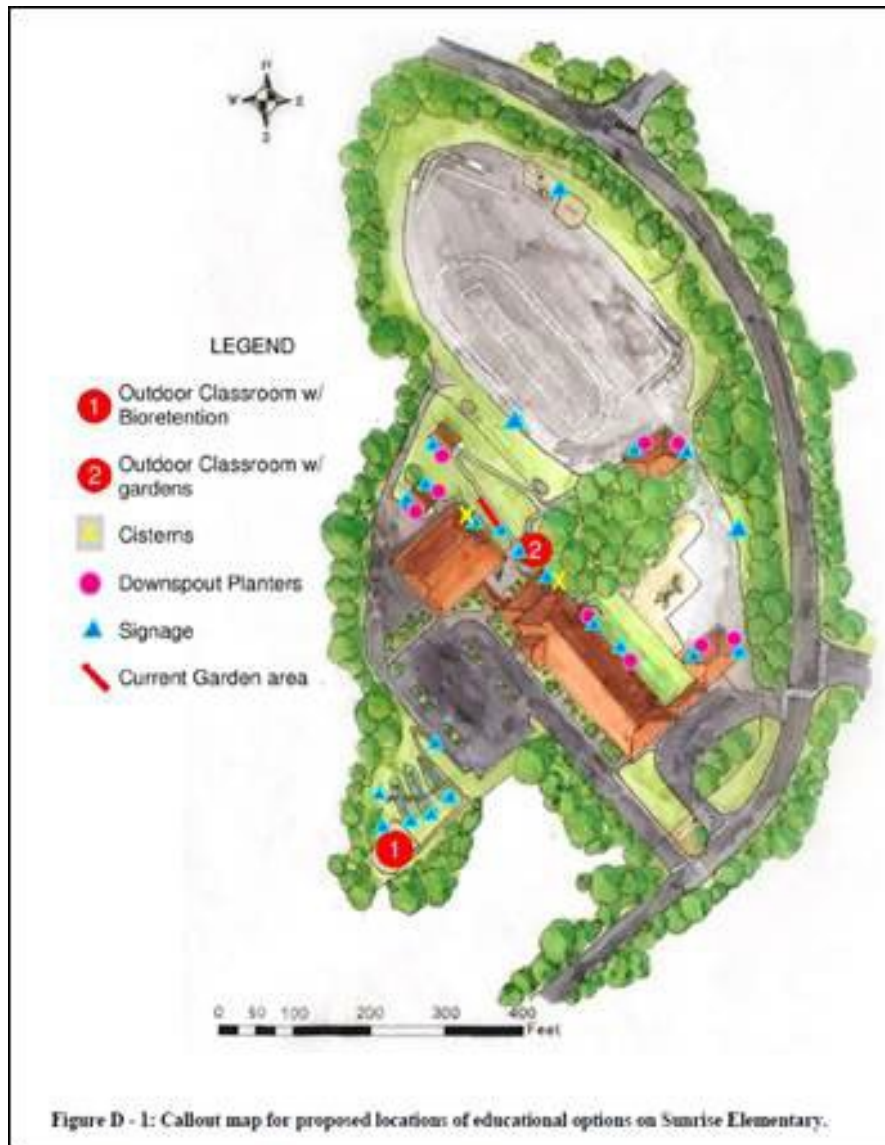 N
W E
S
LEGEND
1 Outdoor Classroom w/
Bioretention
2 Outdoor Classroom w/
gardens
Cisterns
Downspout Planters
Signage
Current Garden area
2
1
0 50 100 200 300 400
Feet
Figure D - 1: Callout map for proposed locations of educational options on Sunrise Elementary.